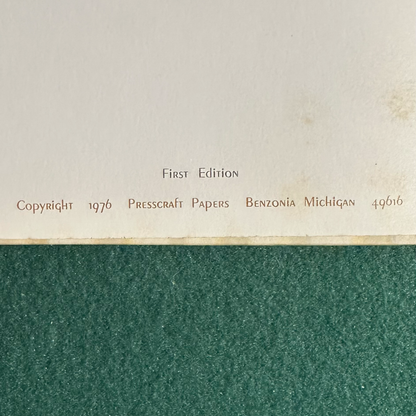 First Edition
Copyright 1976 Presscraft Papers Benzonia Michigan 49616